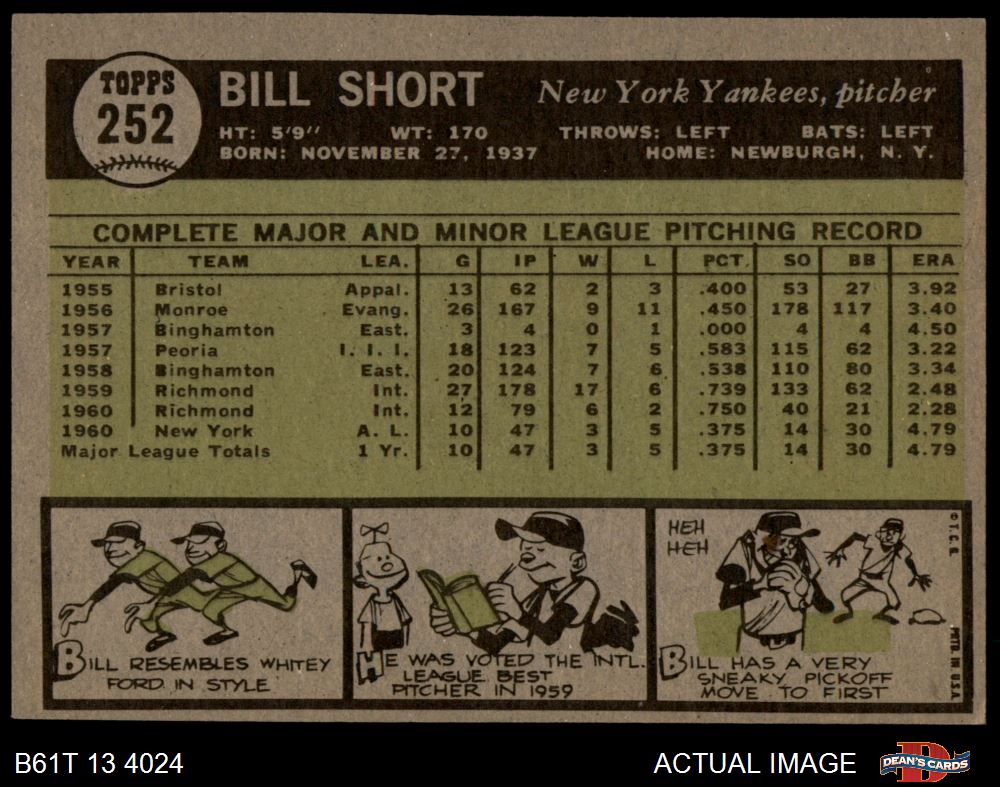 TOPPS
252
BILL SHORT New York Yankees, pitcher
HT: 5'9" WT: 170 THROWS: LEFT BATS: LEFT
BORN: NOVEMBER 27, 1937 HOME: NEWBURGH, N. Y.
COMPLETE MAJOR AND MINOR LEAGUE PITCHING RECORD
YEAR TEAM LEA. G IP W L PCT. SO BB ERA
1955 Bristol Appal. 13 62 2 3 .400 53 27 3.92
1956 Monroe Evang. 26 167 9 11 .450 178 117 3.40
1957 Binghamton East. 3 4 0 1 .000 4 4 4.50
1957 Peoria I. I. I. 18 123 7 5 .583 115 62 3.22
1958 Binghamton East. 20 124 7 6 .538 110 80 3.34
1959 Richmond Int. 27 178 17 6 .739 133 62 2.48
1960 Richmond Int. 12 79 6 2 .750 40 21 2.28
1960 New York A. L. 10 47 3 5 .375 14 30 4.79
Major League Totals 1 Yr. 10 47 3 5 .375 14 30 4.79
BILL RESEMBLES WHITEY
FORD IN STYLE
HE WAS VOTED THE INTL.
LEAGUE BEST
PITCHER IN 1959
HEH
HEH
BILL HAS A VERY
SNEAKY PICKOFF
MOVE TO FIRST
© T. C. G.
PRTD. IN U.S.A.
B61T 13 4024
ACTUAL IMAGE
D
DEAN'S CARDS